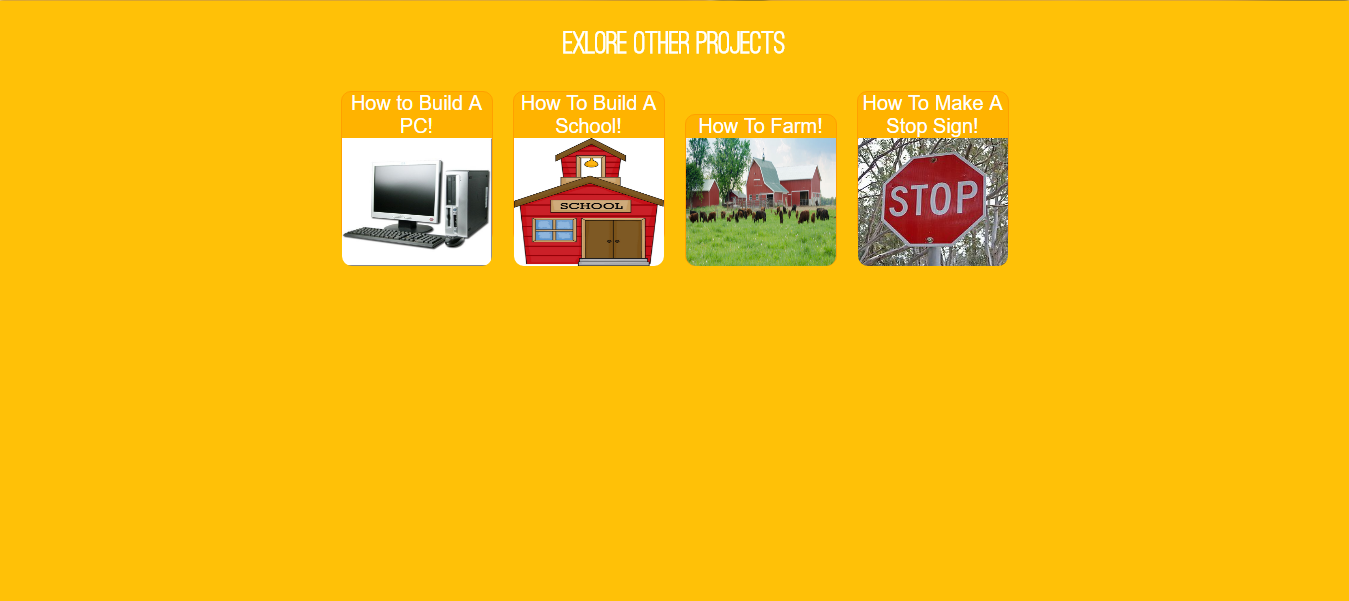 EXLORE OTHER PROJECTS
How to Build A
PC!
How To Build A
School!
How To Farm!
How To Make A
Stop Sign!
SCHOOL
STOP